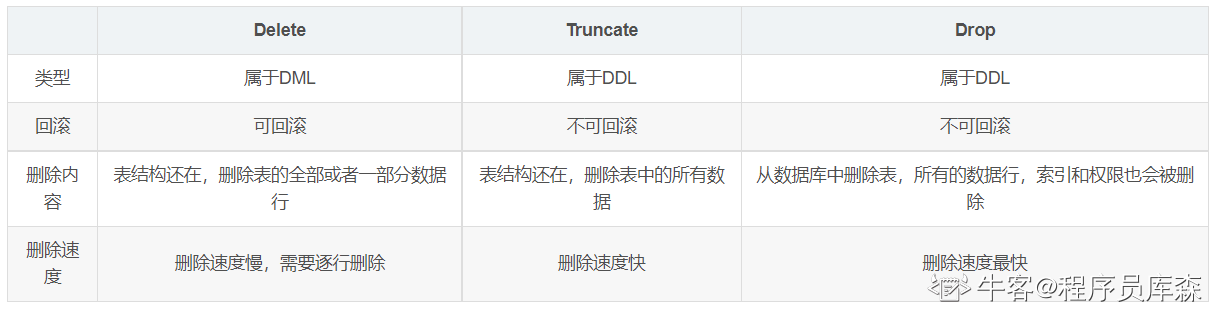 Delete Truncate Drop
类型 属于DML 属于DDL 属于DDL
回滚 可回滚 不可回滚 不可回滚
删除内容 表结构还在，删除表的全部或者一部分数据行 表结构还在，删除表中的所有数据 从数据库中删除表，所有的数据行，索引和权限也会被删除
删除速度 删除速度慢，需要逐行删除 删除速度快 删除速度最快
牛客@程序员库森